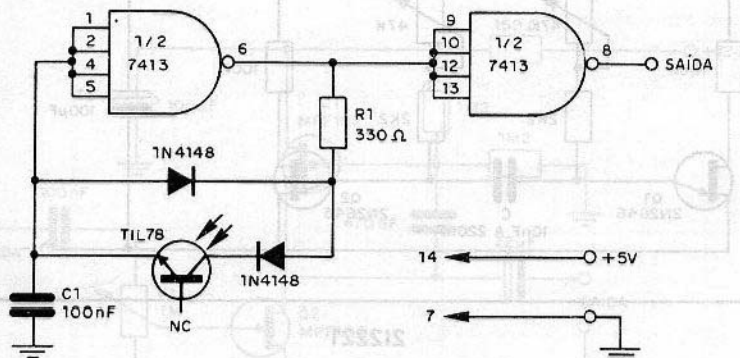 1
2
4
5
1/2
7413
6
9
10
12
13
1/2
7413
8
SAÍDA
R1
330Ω
1N4148
TIL78
1N4148
NC
C1
100nF
14
+5V
7